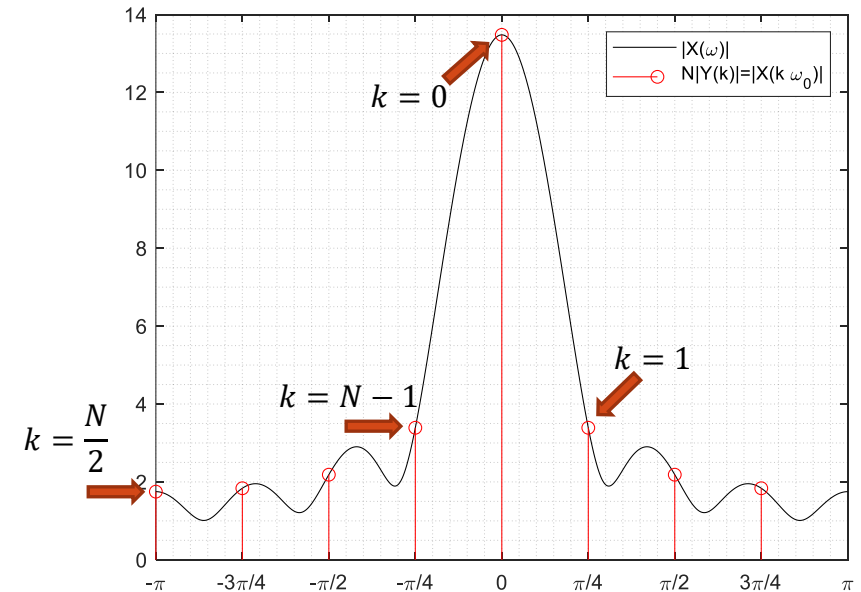 14
12
10
8
6
4
2
0
|X(ω)|
N|Y(k)|=|X(k ω₀)|
k = 0
k = 1
k = N − 1
k = N/2
-π
-3π/4
-π/2
-π/4
0
π/4
π/2
3π/4
π